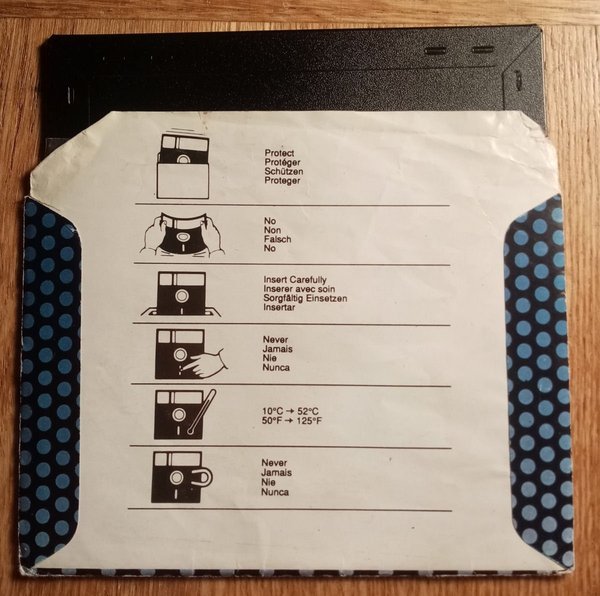 Protect
Protéger
Schützen
Proteger
No
Non
Falsch
No
Insert Carefully
Inserer avec soin
Sorgfältig Einsetzen
Insertar
Never
Jamais
Nie
Nunca
10°C → 52°C
50°F → 125°F
Never
Jamais
Nie
Nunca